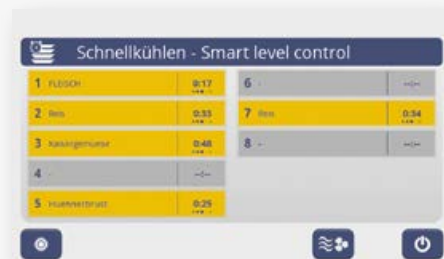 Schnellkühlen - Smart level control
1 FLEISCH 0:17
2 Reis 0:33
3 Kaisergemuese 0:48
4 - --:--
5 Huehnerbrust 0:25
6 - --:--
7 Reis 0:34
8 - --:--